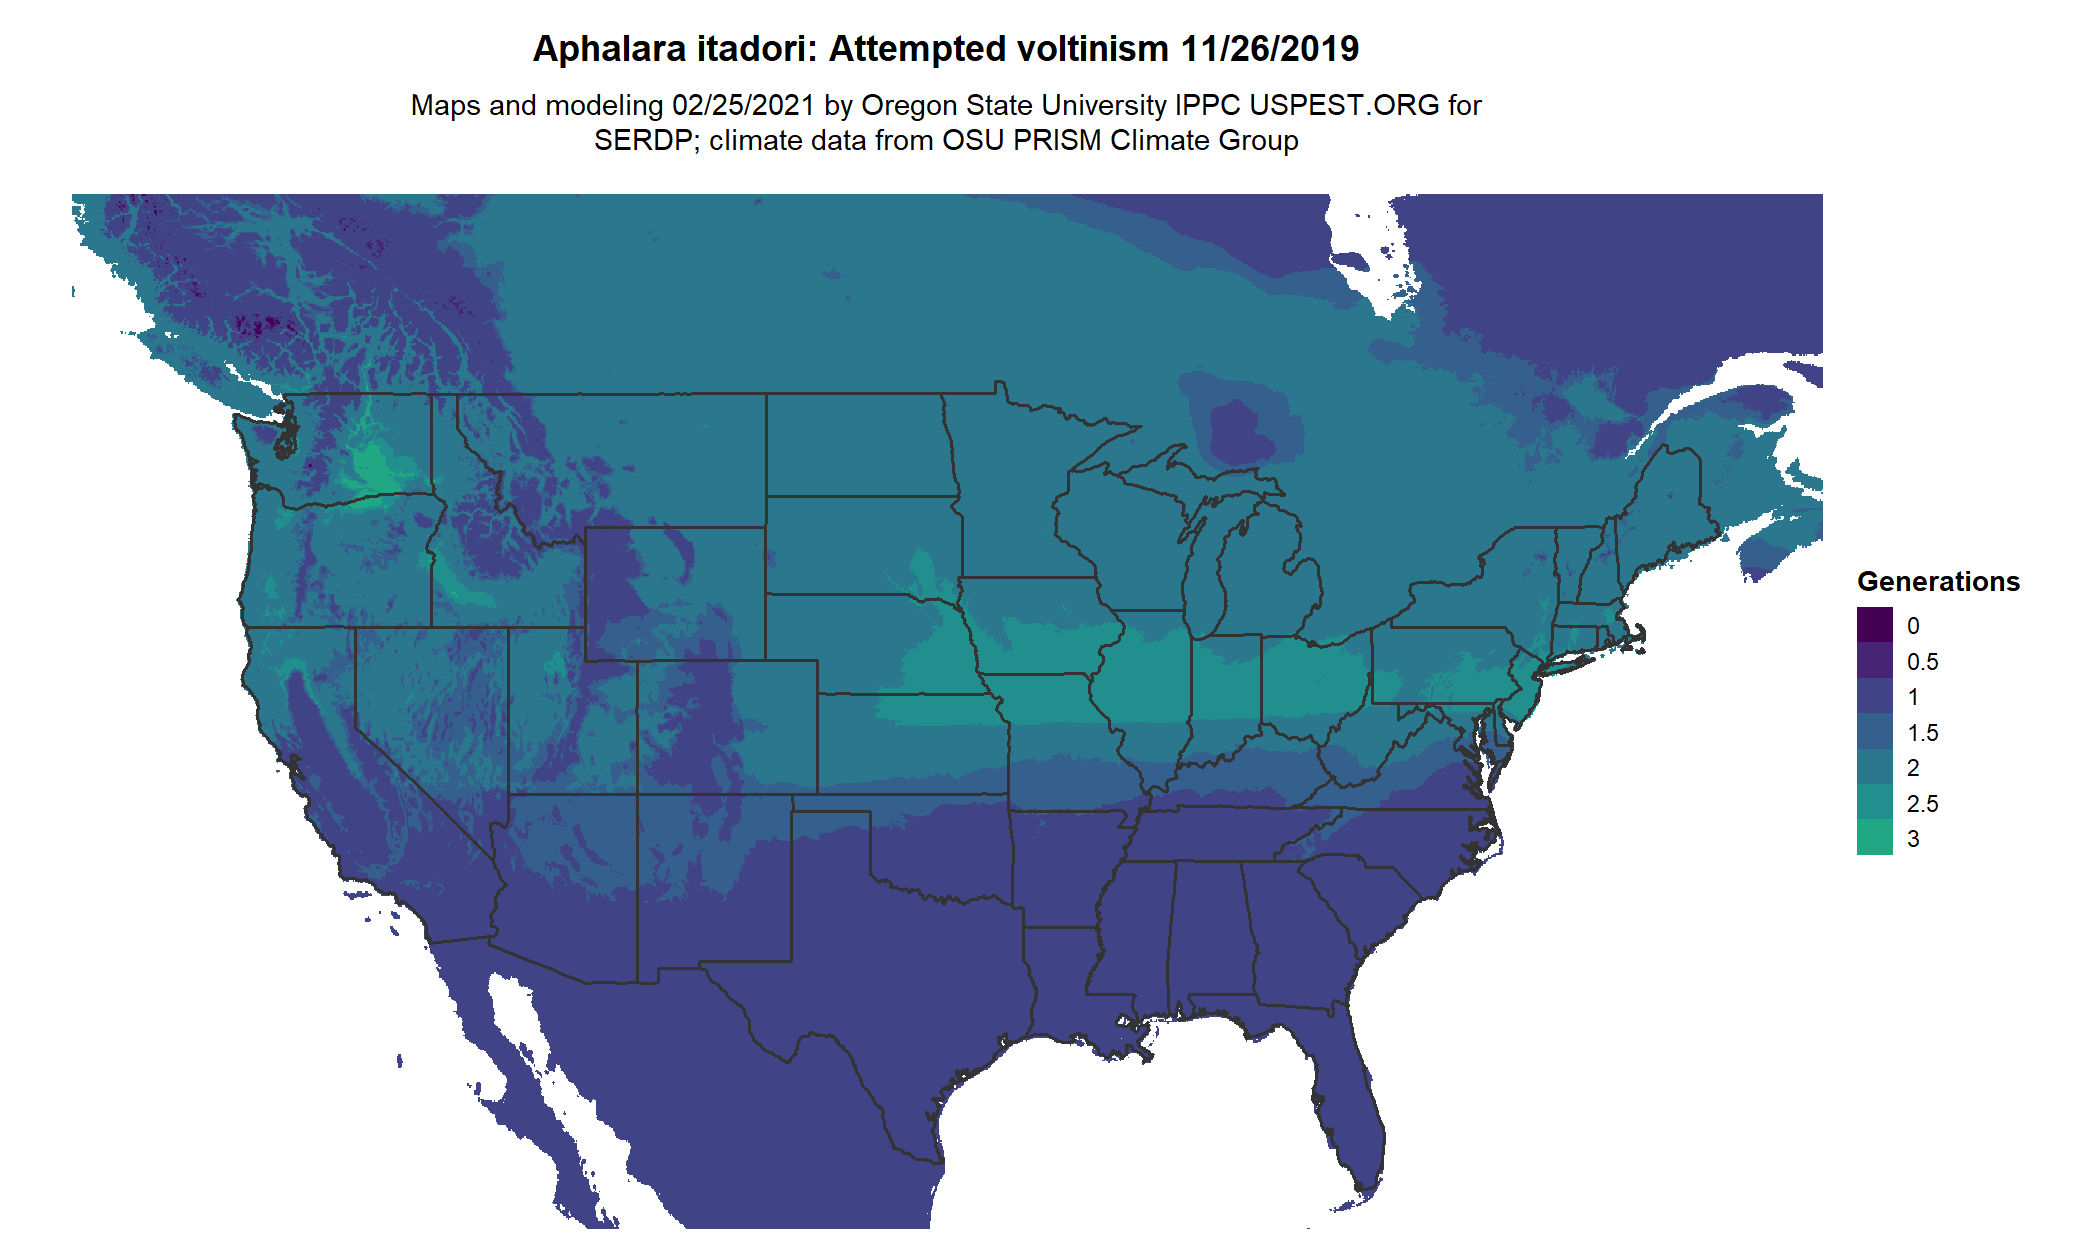 Aphalara itadori: Attempted voltinism 11/26/2019
Maps and modeling 02/25/2021 by Oregon State University IPPC USPEST.ORG for
SERDP; climate data from OSU PRISM Climate Group
Generations
0
0.5
1
1.5
2
2.5
3